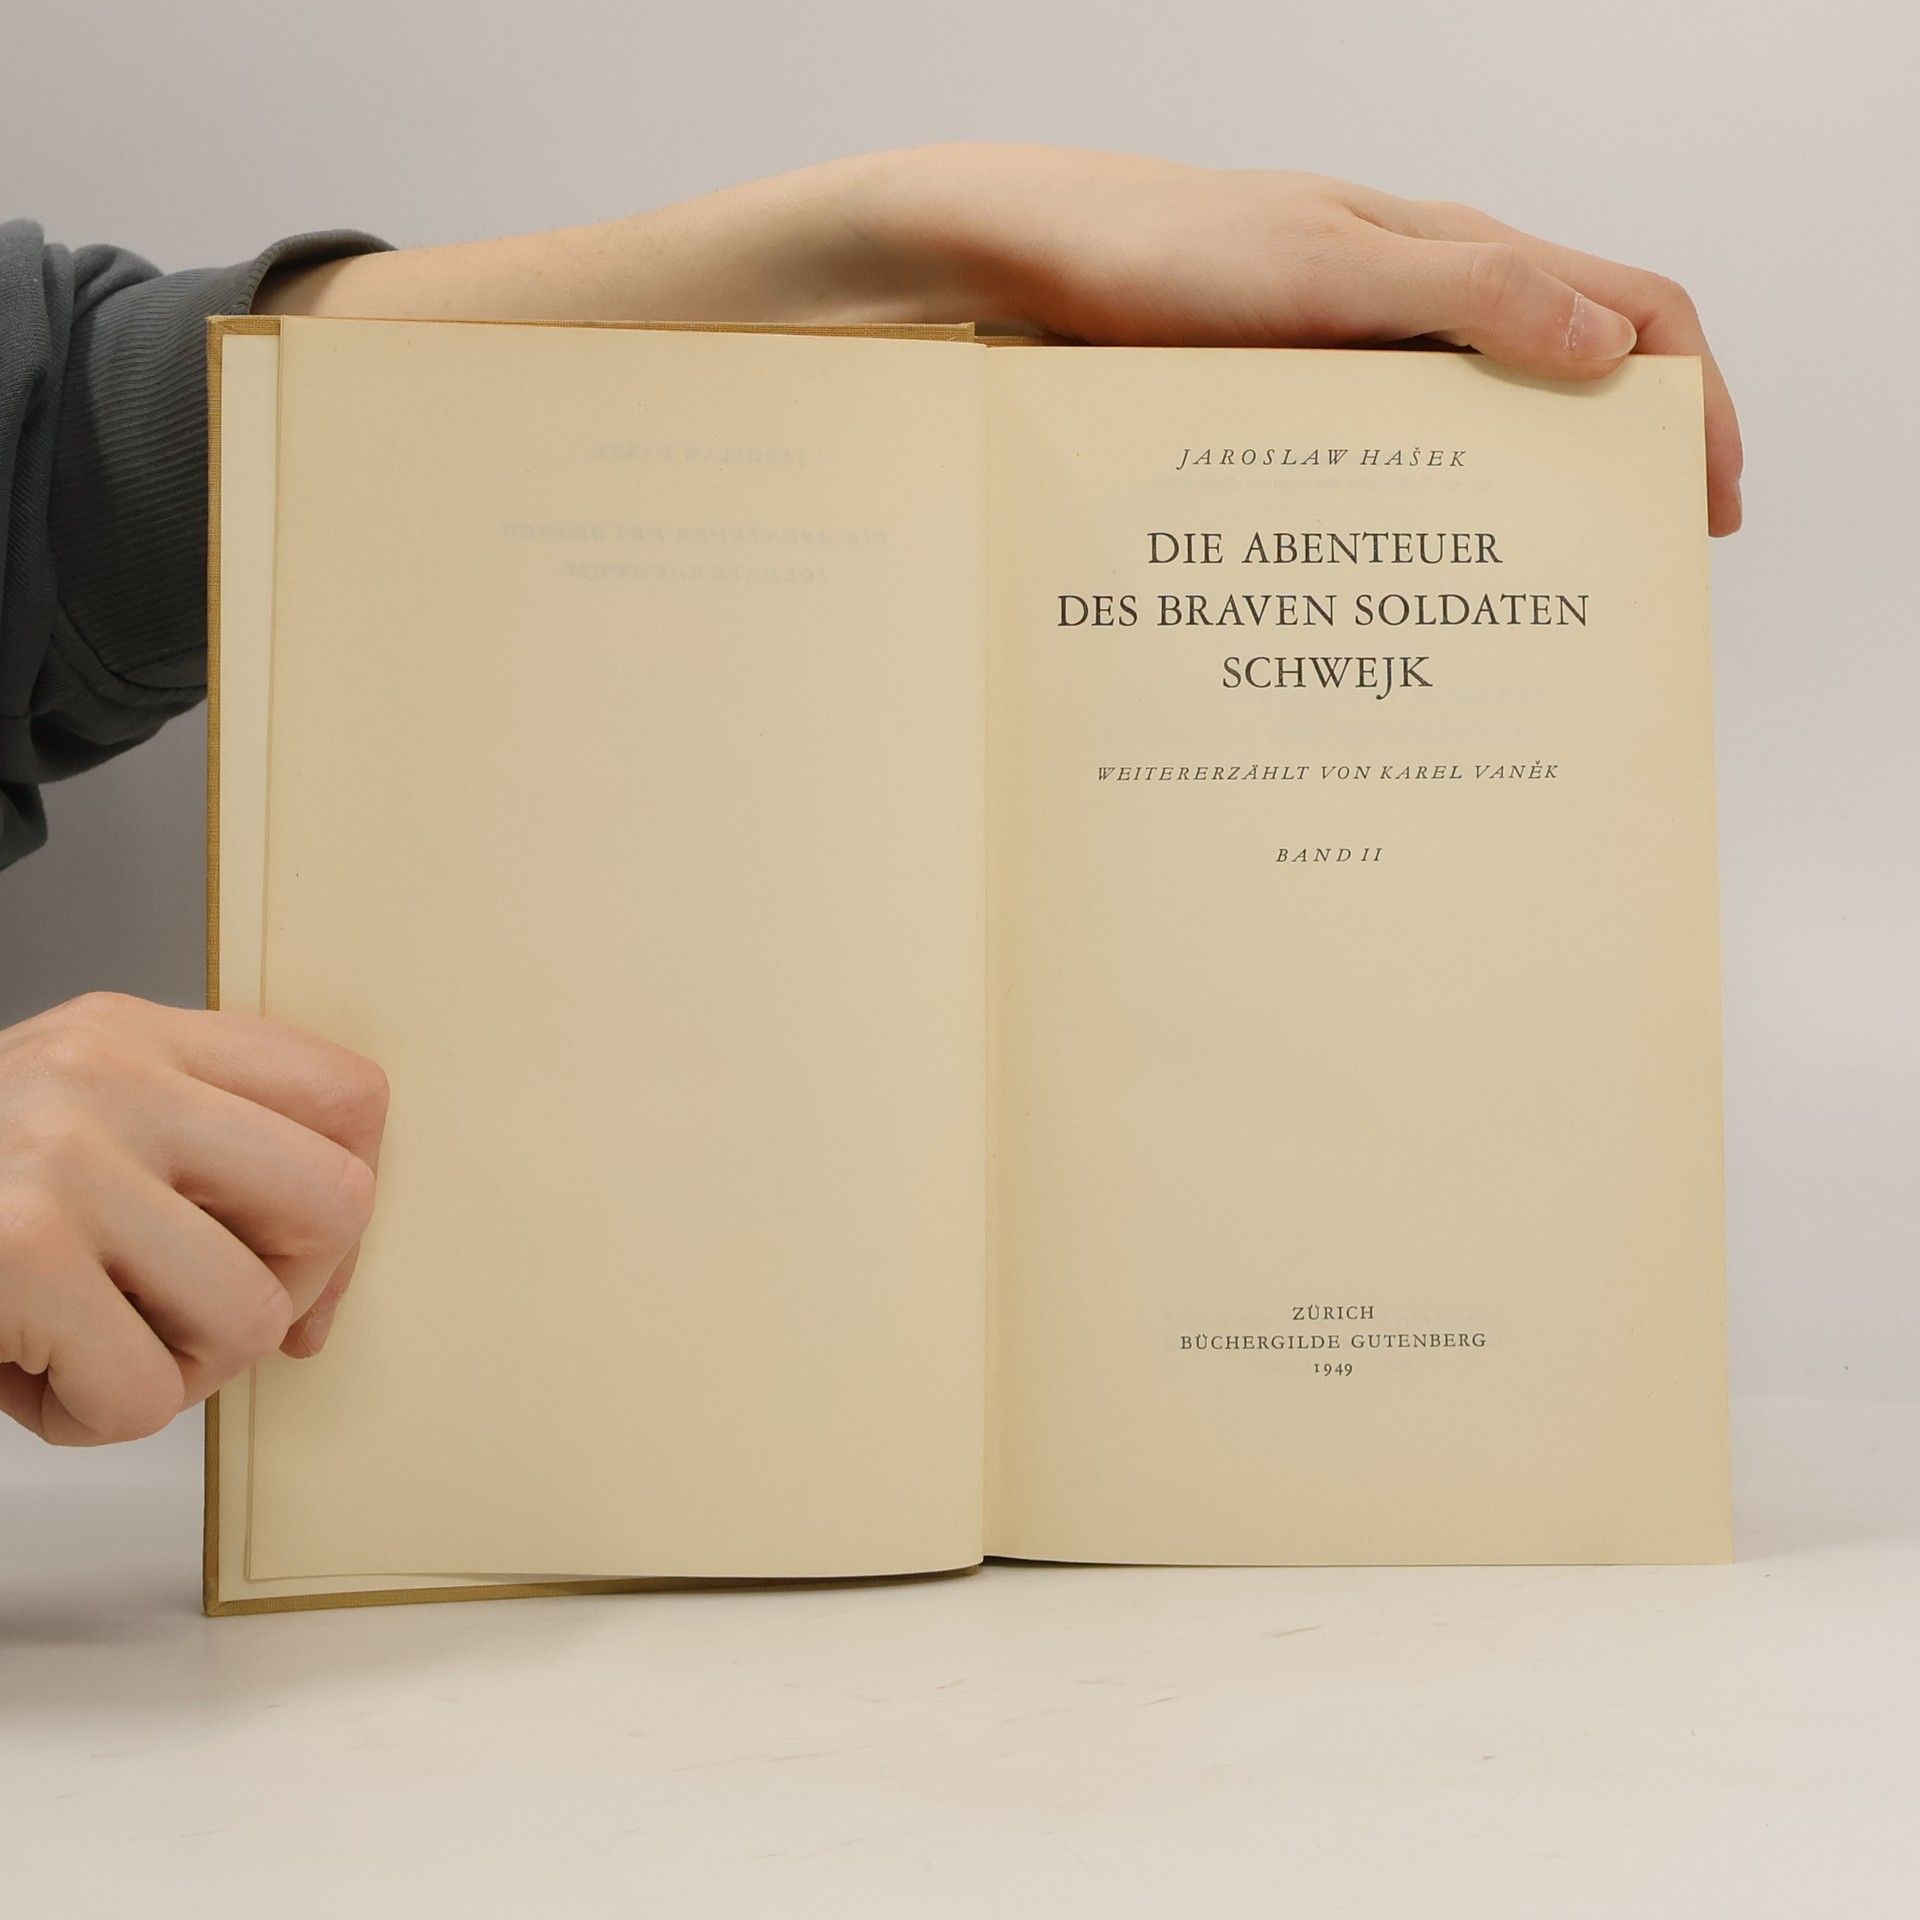 JAROSLAW HAŠEK
DIE ABENTEUER
DES BRAVEN SOLDATEN
SCHWEJK
WEITERERZÄHLT VON KAREL VANĚK
BAND II
ZÜRICH
BÜCHERGILDE GUTENBERG
1949